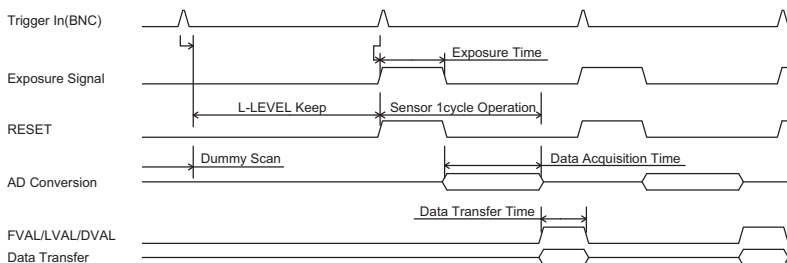 Trigger In(BNC)
Exposure Time
Exposure Signal
L-LEVEL Keep
Sensor 1cycle Operation
RESET
Dummy Scan
Data Acquisition Time
AD Conversion
Data Transfer Time
FVAL/LVAL/DVAL
Data Transfer